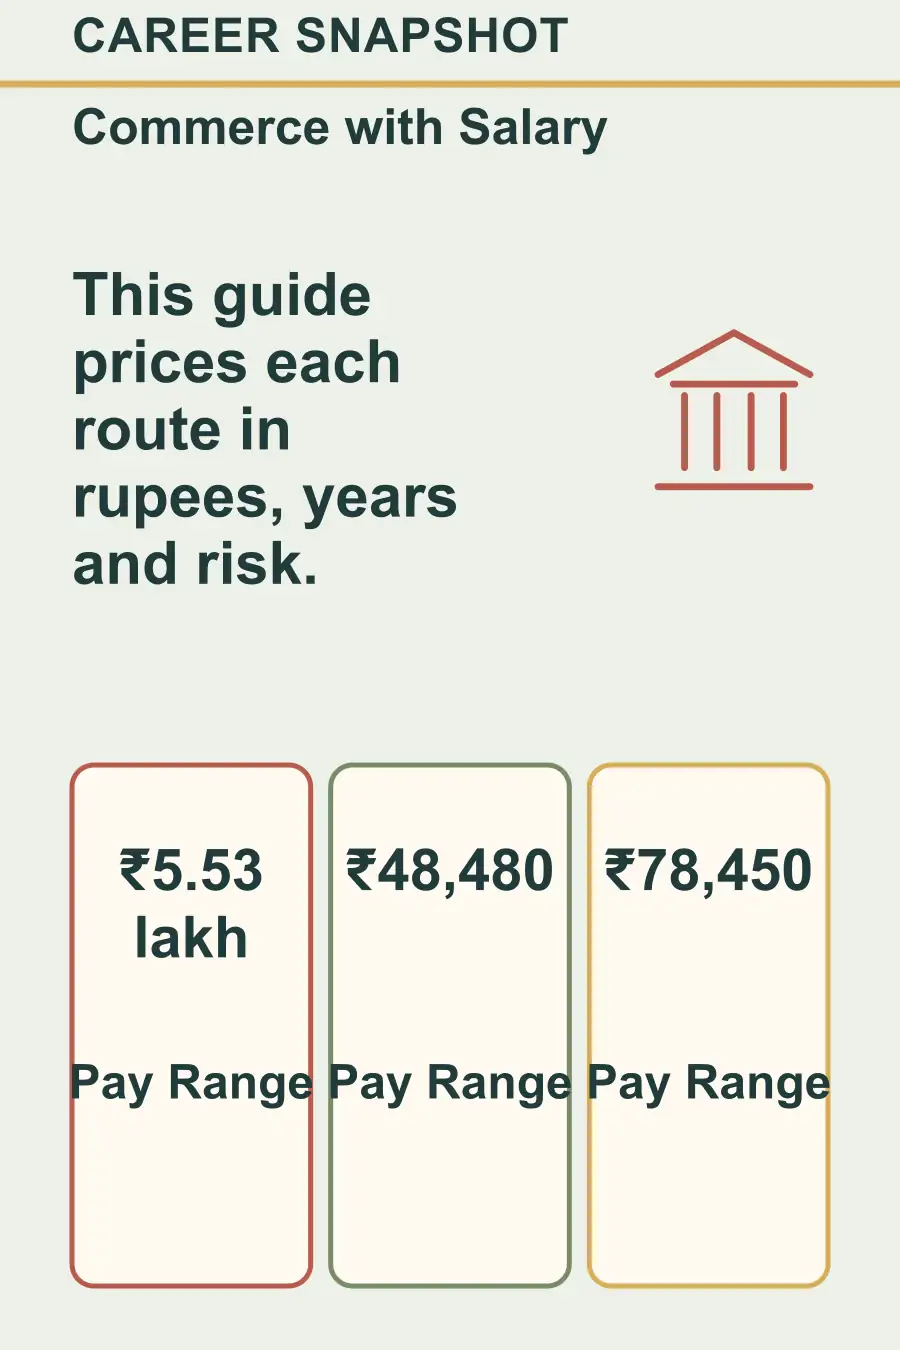 CAREER SNAPSHOT
Commerce with Salary
This guide
prices each
route in
rupees, years
and risk.
₹5.53
lakh
Pay Range
₹48,480
Pay Range
₹78,450
Pay Range